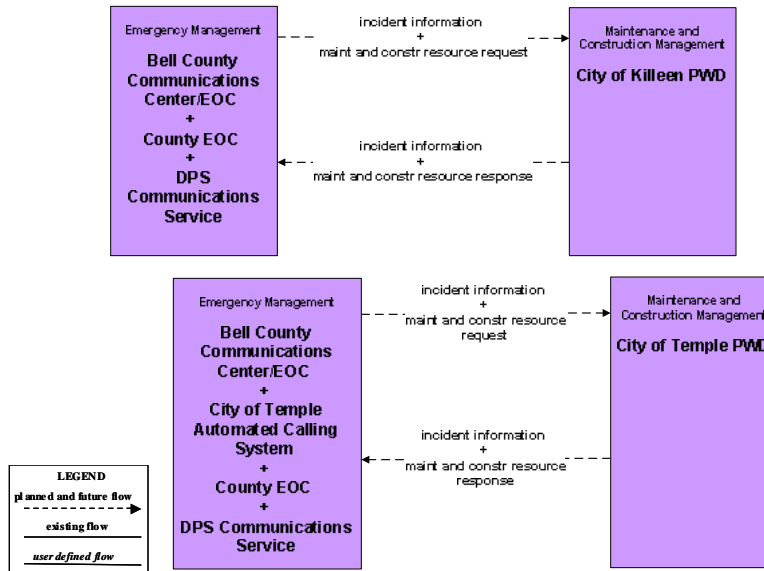 Emergency Management
Bell County
Communications
Center/EOC
+
County EOC
+
DPS
Communications
Service
incident information
+
maint and constr resource request
incident information
+
maint and constr resource response
Maintenance and
Construction Management
City of Killeen PWD
Emergency Management
Bell County
Communications
Center/EOC
+
City of Temple
Automated Calling
System
+
County EOC
+
DPS Communications
Service
incident information
+
maint and constr resource
request
incident information
+
maint and constr resource
response
Maintenance and
Construction Management
City of Temple PWD
LEGEND
planned and future flow
existing flow
user defined flow